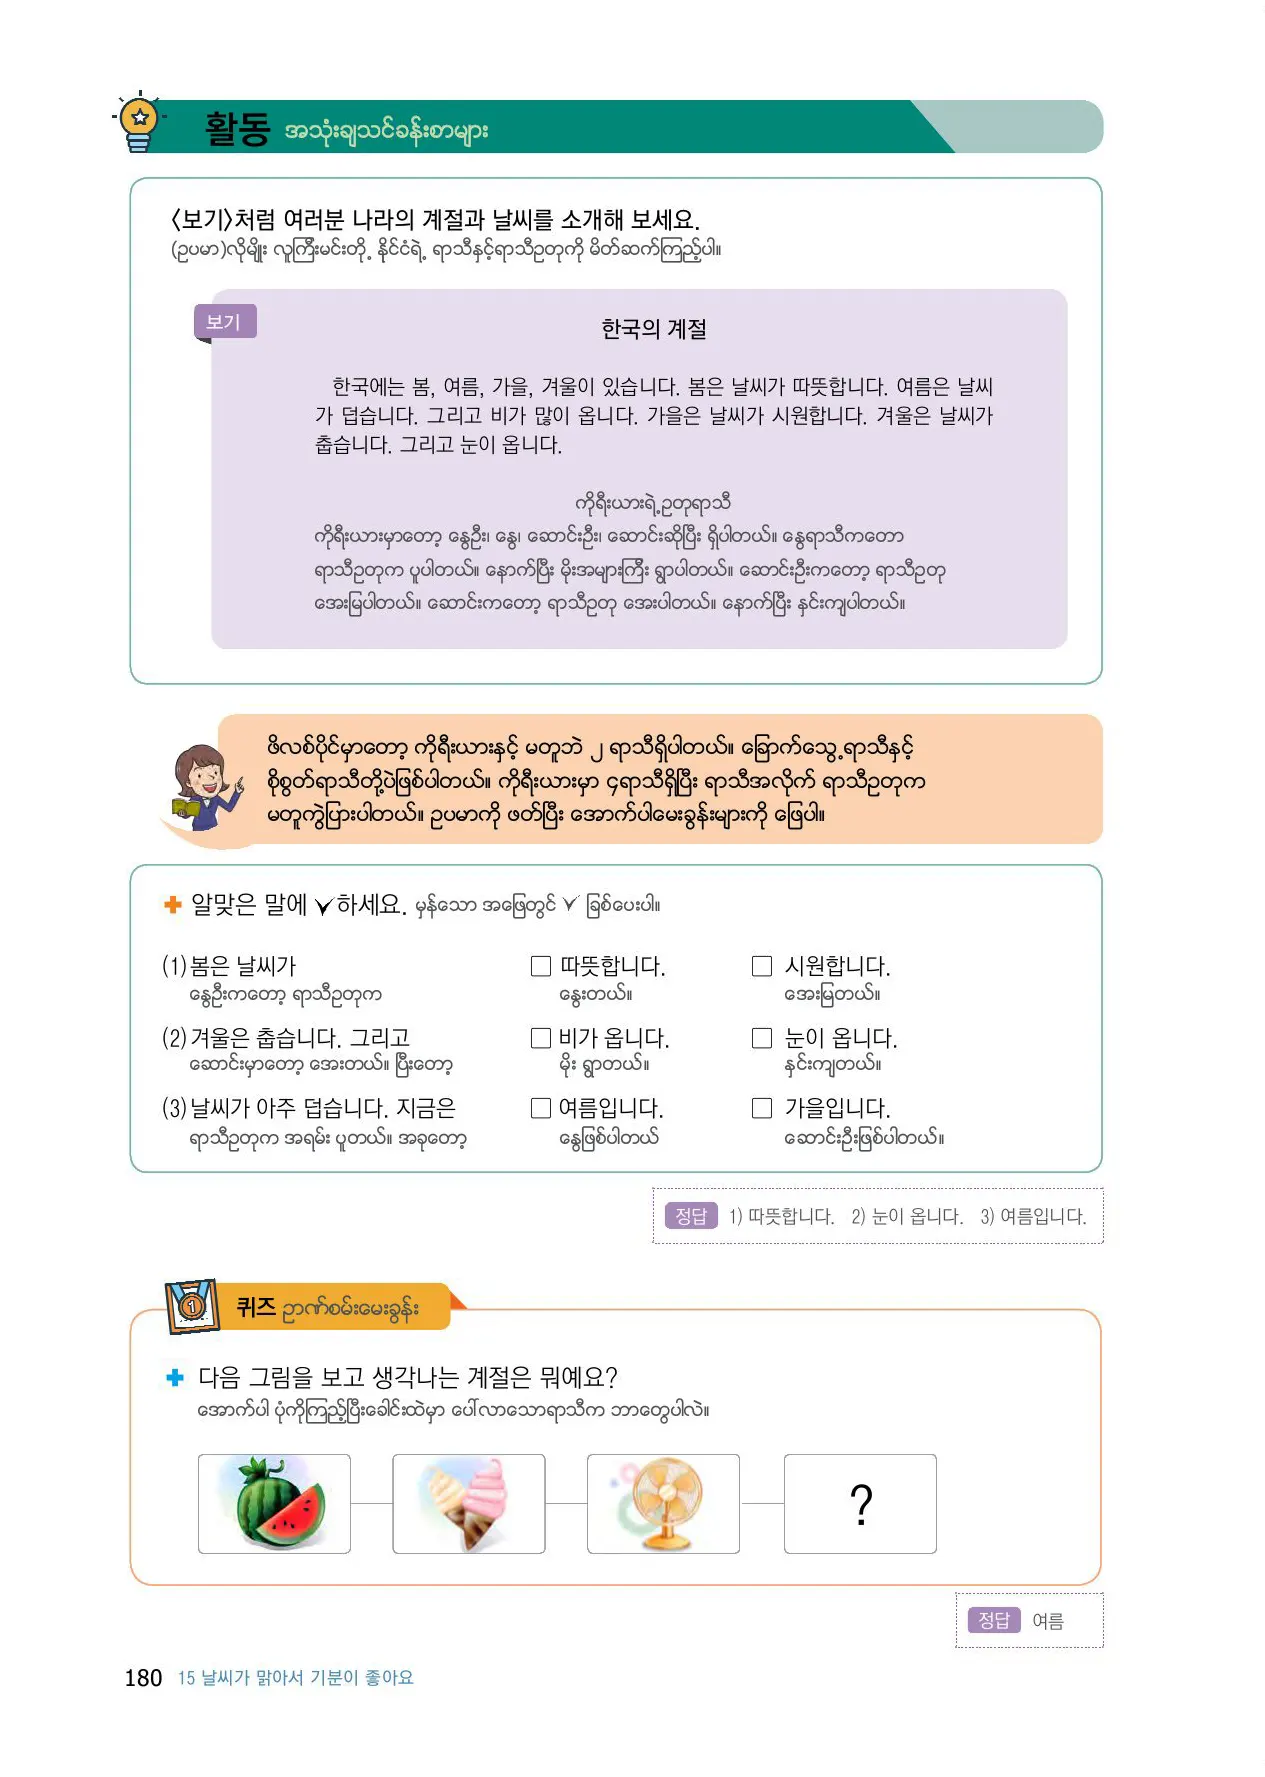 활동 အသုံးချသင်ခန်းစာများ
〈보기〉처럼 여러분 나라의 계절과 날씨를 소개해 보세요.
(ဥပမာ)လိုမျိုး လူကြီးမင်းတို့ နိုင်ငံရဲ့ ရာသီနှင့်ရာသီဥတုကို မိတ်ဆက်ကြည့်ပါ။
보기
한국의 계절
한국에는 봄, 여름, 가을, 겨울이 있습니다. 봄은 날씨가 따뜻합니다. 여름은 날씨
가 덥습니다. 그리고 비가 많이 옵니다. 가을은 날씨가 시원합니다. 겨울은 날씨가
춥습니다. 그리고 눈이 옵니다.
ကိုရီးယားရဲ့ဥတုရာသီ
ကိုရီးယားမှာတော့ နွေဦး၊ နွေ၊ ဆောင်းဦး၊ ဆောင်းဆိုပြီး ရှိပါတယ်။ နွေရာသီကတော
ရာသီဥတုက ပူပါတယ်။ နောက်ပြီး မိုးအများကြီး ရွာပါတယ်။ ဆောင်းဦးကတော့ ရာသီဥတု
အေးမြပါတယ်။ ဆောင်းကတော့ ရာသီဥတု အေးပါတယ်။ နောက်ပြီး နှင်းကျပါတယ်။
ဖိလစ်ပိုင်မှာတော့ ကိုရီးယားနှင့် မတူဘဲ ၂ ရာသီရှိပါတယ်။ ခြောက်သွေ့ရာသီနှင့်
စိုစွတ်ရာသီတို့ပဲဖြစ်ပါတယ်။ ကိုရီးယားမှာ ၄ရာသီရှိပြီး ရာသီအလိုက် ရာသီဥတုက
မတူကွဲပြားပါတယ်။ ဥပမာကို ဖတ်ပြီး အောက်ပါမေးခွန်းများကို ဖြေပါ။
알맞은 말에 ✓하세요. မှန်သော အဖြေတွင် ✓ ခြစ်ပေးပါ။
(1) 봄은 날씨가 □ 따뜻합니다. □ 시원합니다.
နွေဦးကတော့ ရာသီဥတုက နွေးတယ်။ အေးမြတယ်။
(2) 겨울은 춥습니다. 그리고 □ 비가 옵니다. □ 눈이 옵니다.
ဆောင်းမှာတော့ အေးတယ်။ ပြီးတော့ မိုး ရွာတယ်။ နှင်းကျတယ်။
(3) 날씨가 아주 덥습니다. 지금은 □ 여름입니다. □ 가을입니다.
ရာသီဥတုက အရမ်း ပူတယ်။ အခုတော့ နွေဖြစ်ပါတယ် ဆောင်းဦးဖြစ်ပါတယ်။
정답 1) 따뜻합니다. 2) 눈이 옵니다. 3) 여름입니다.
1 퀴즈 ဉာဏ်စမ်းမေးခွန်း
다음 그림을 보고 생각나는 계절은 뭐예요?
အောက်ပါ ပုံကိုကြည့်ပြီးခေါင်းထဲမှာ ပေါ်လာသောရာသီက ဘာတွေပါလဲ။
?
정답 여름
180 15 날씨가 맑아서 기분이 좋아요